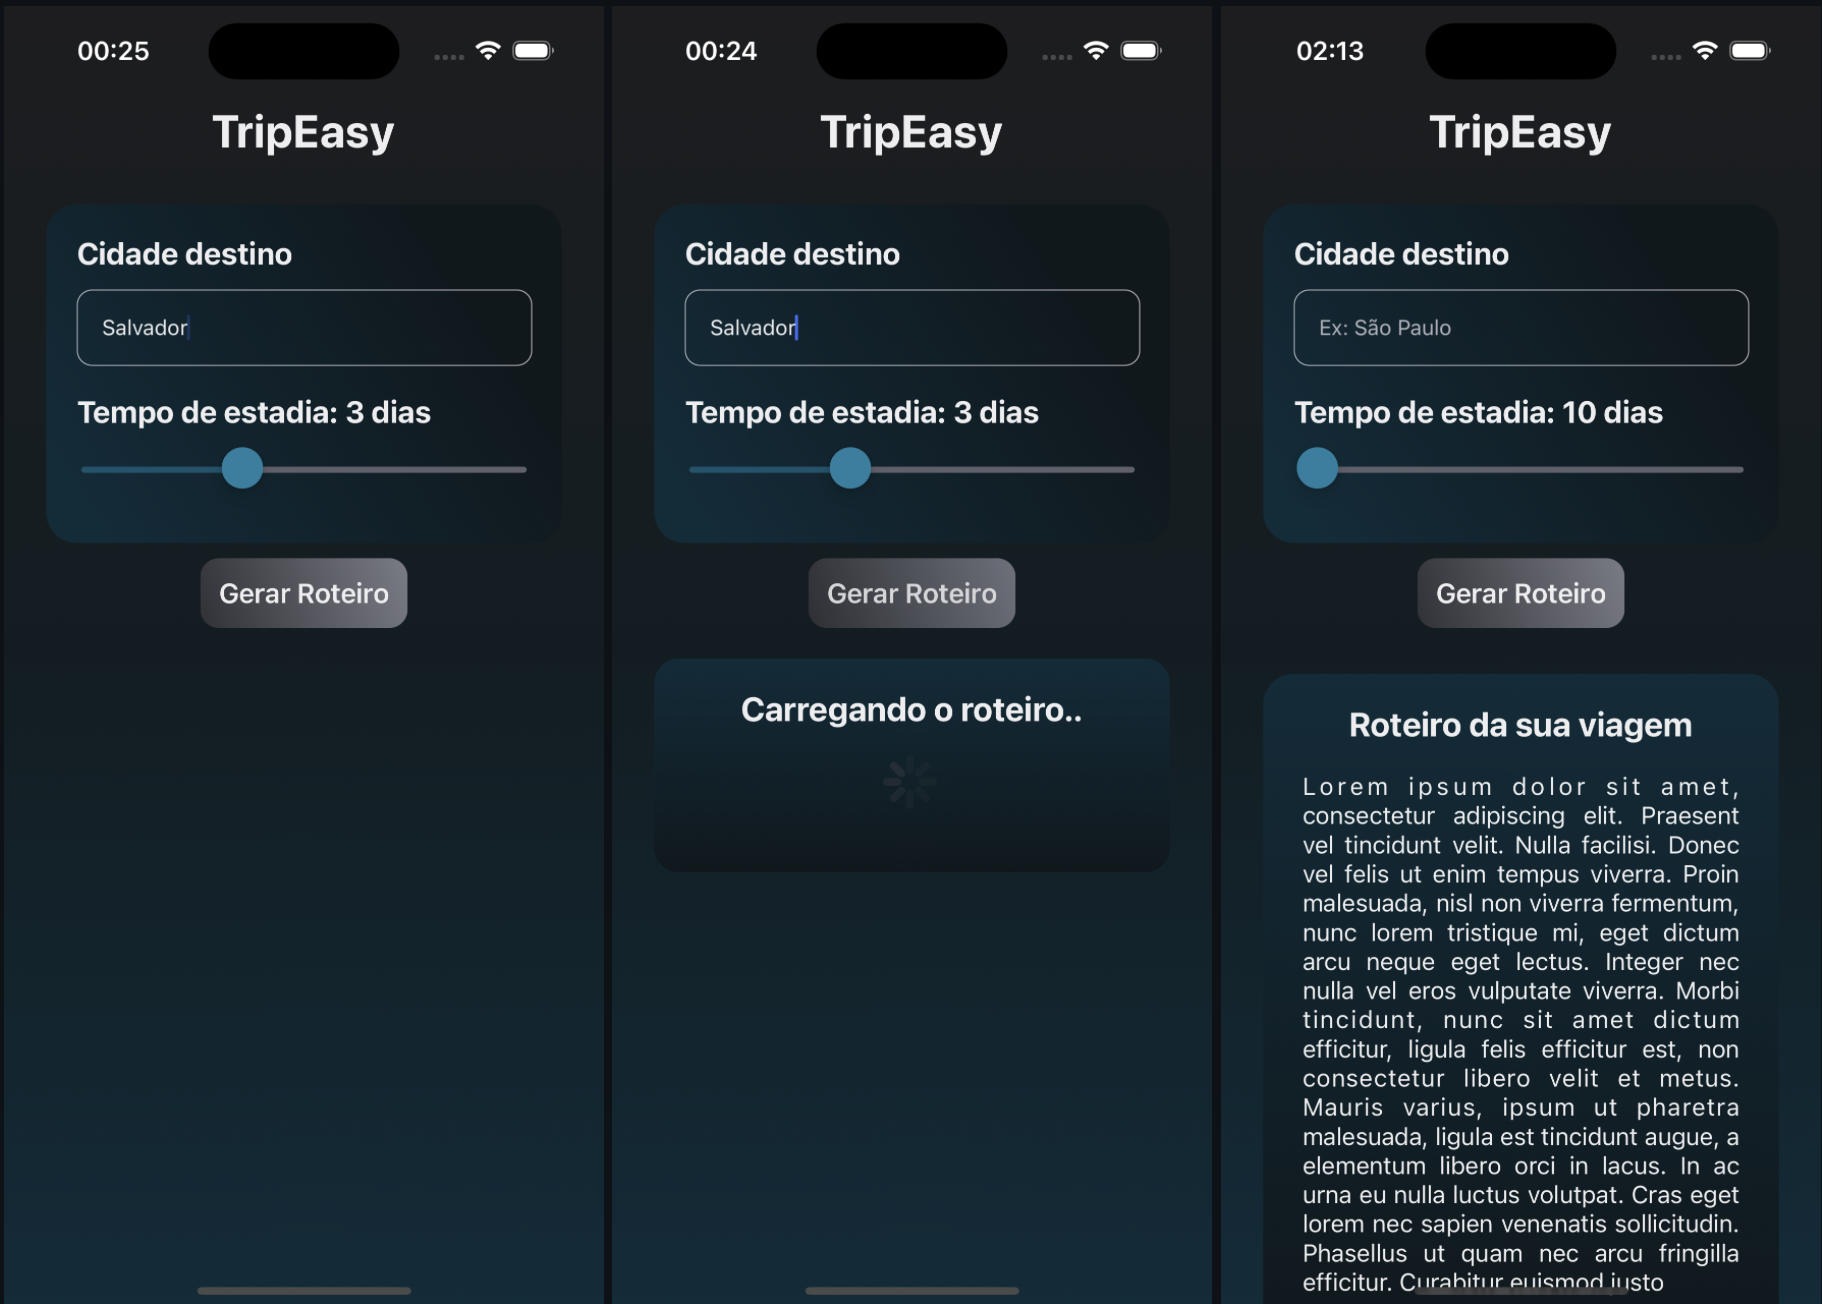 00:25
TripEasy
Cidade destino
Salvador
Tempo de estadia: 3 dias
Gerar Roteiro
00:24
TripEasy
Cidade destino
Salvador
Tempo de estadia: 3 dias
Gerar Roteiro
Carregando o roteiro..
02:13
TripEasy
Cidade destino
Ex: São Paulo
Tempo de estadia: 10 dias
Gerar Roteiro
Roteiro da sua viagem
Lorem ipsum dolor sit amet,
consectetur adipiscing elit. Praesent
vel tincidunt velit. Nulla facilisi. Donec
vel felis ut enim tempus viverra. Proin
malesuada, nisl non viverra fermentum,
nunc lorem tristique mi, eget dictum
arcu neque eget lectus. Integer nec
nulla vel eros vulputate viverra. Morbi
tincidunt, nunc sit amet dictum
efficitur, ligula felis efficitur est, non
consectetur libero velit et metus.
Mauris varius, ipsum ut pharetra
malesuada, ligula est tincidunt augue, a
elementum libero orci in lacus. In ac
urna eu nulla luctus volutpat. Cras eget
lorem nec sapien venenatis sollicitudin.
Phasellus ut quam nec arcu fringilla
efficitur. Curabitur euismod justo